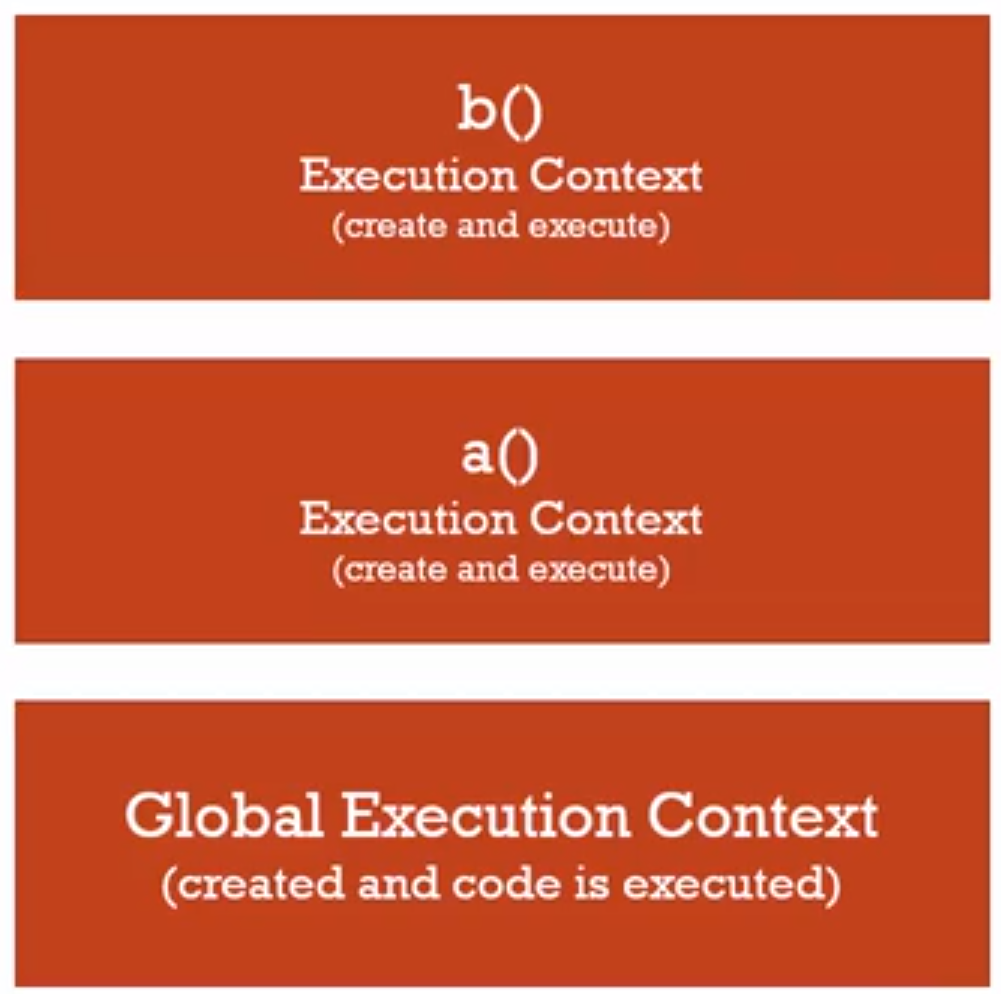 b()
Execution Context
(create and execute)
a()
Execution Context
(create and execute)
Global Execution Context
(created and code is executed)